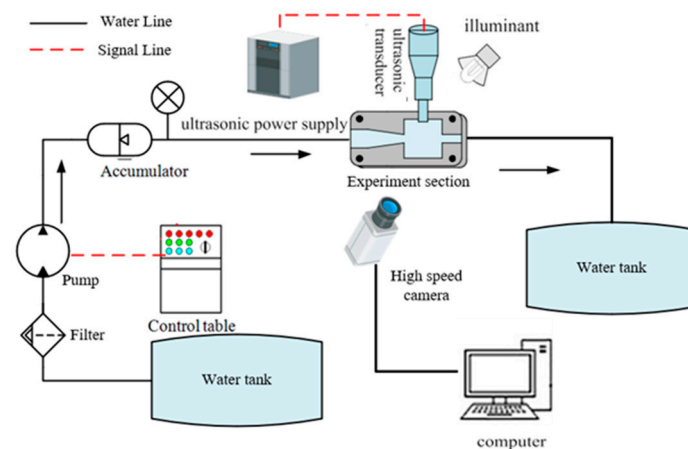 Water Line
Signal Line
ultrasonic
transducer
illuminant
ultrasonic power supply
Accumulator
Experiment section
Pump
High speed
camera
Water tank
Filter
Control table
Water tank
computer